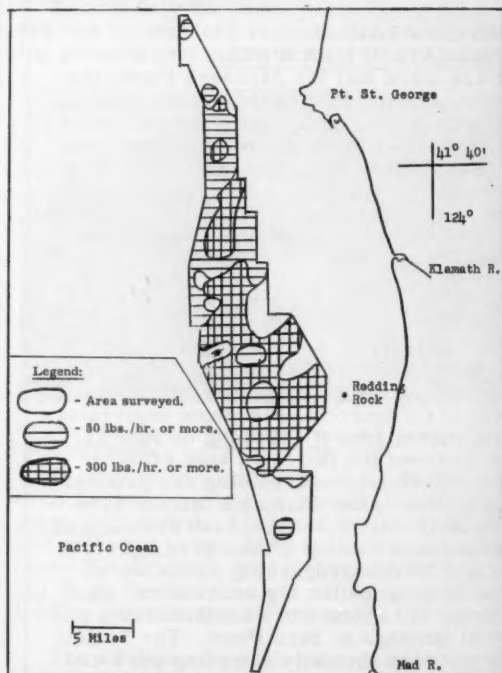 Pt. St. George
41° 40'
124°
Klamath R.
Redding
Rock
Legend:
- Area surveyed.
- 50 lbs./hr. or more.
- 300 lbs./hr. or more.
Pacific Ocean
5 Miles
Mad R.